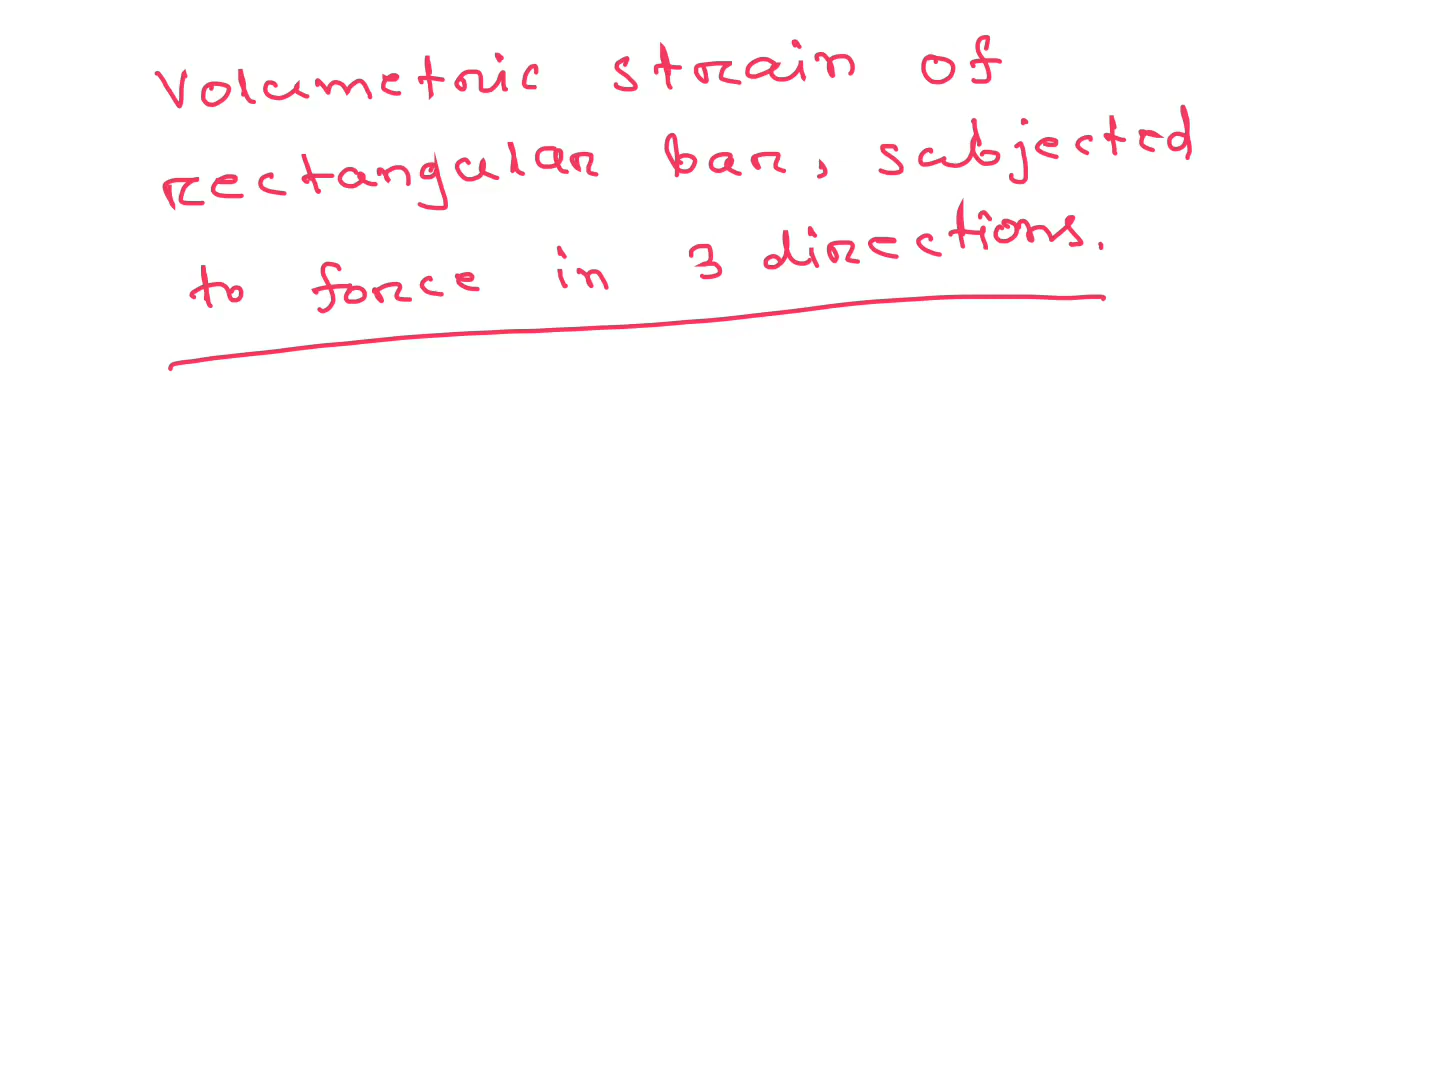 Volumetric strain of
rectangular bar, subjected
to force in 3 directions.